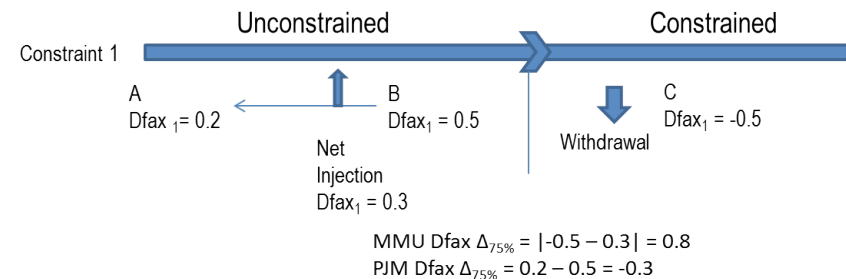 Unconstrained
Constrained
Constraint 1
A
Dfax ₁= 0.2
B
Dfax₁ = 0.5
C
Dfax₁ = -0.5
Withdrawal
Net
Injection
Dfax₁ = 0.3
MMU Dfax Δ₇₅% = |-0.5 – 0.3| = 0.8
PJM Dfax Δ₇₅% = 0.2 – 0.5 = -0.3